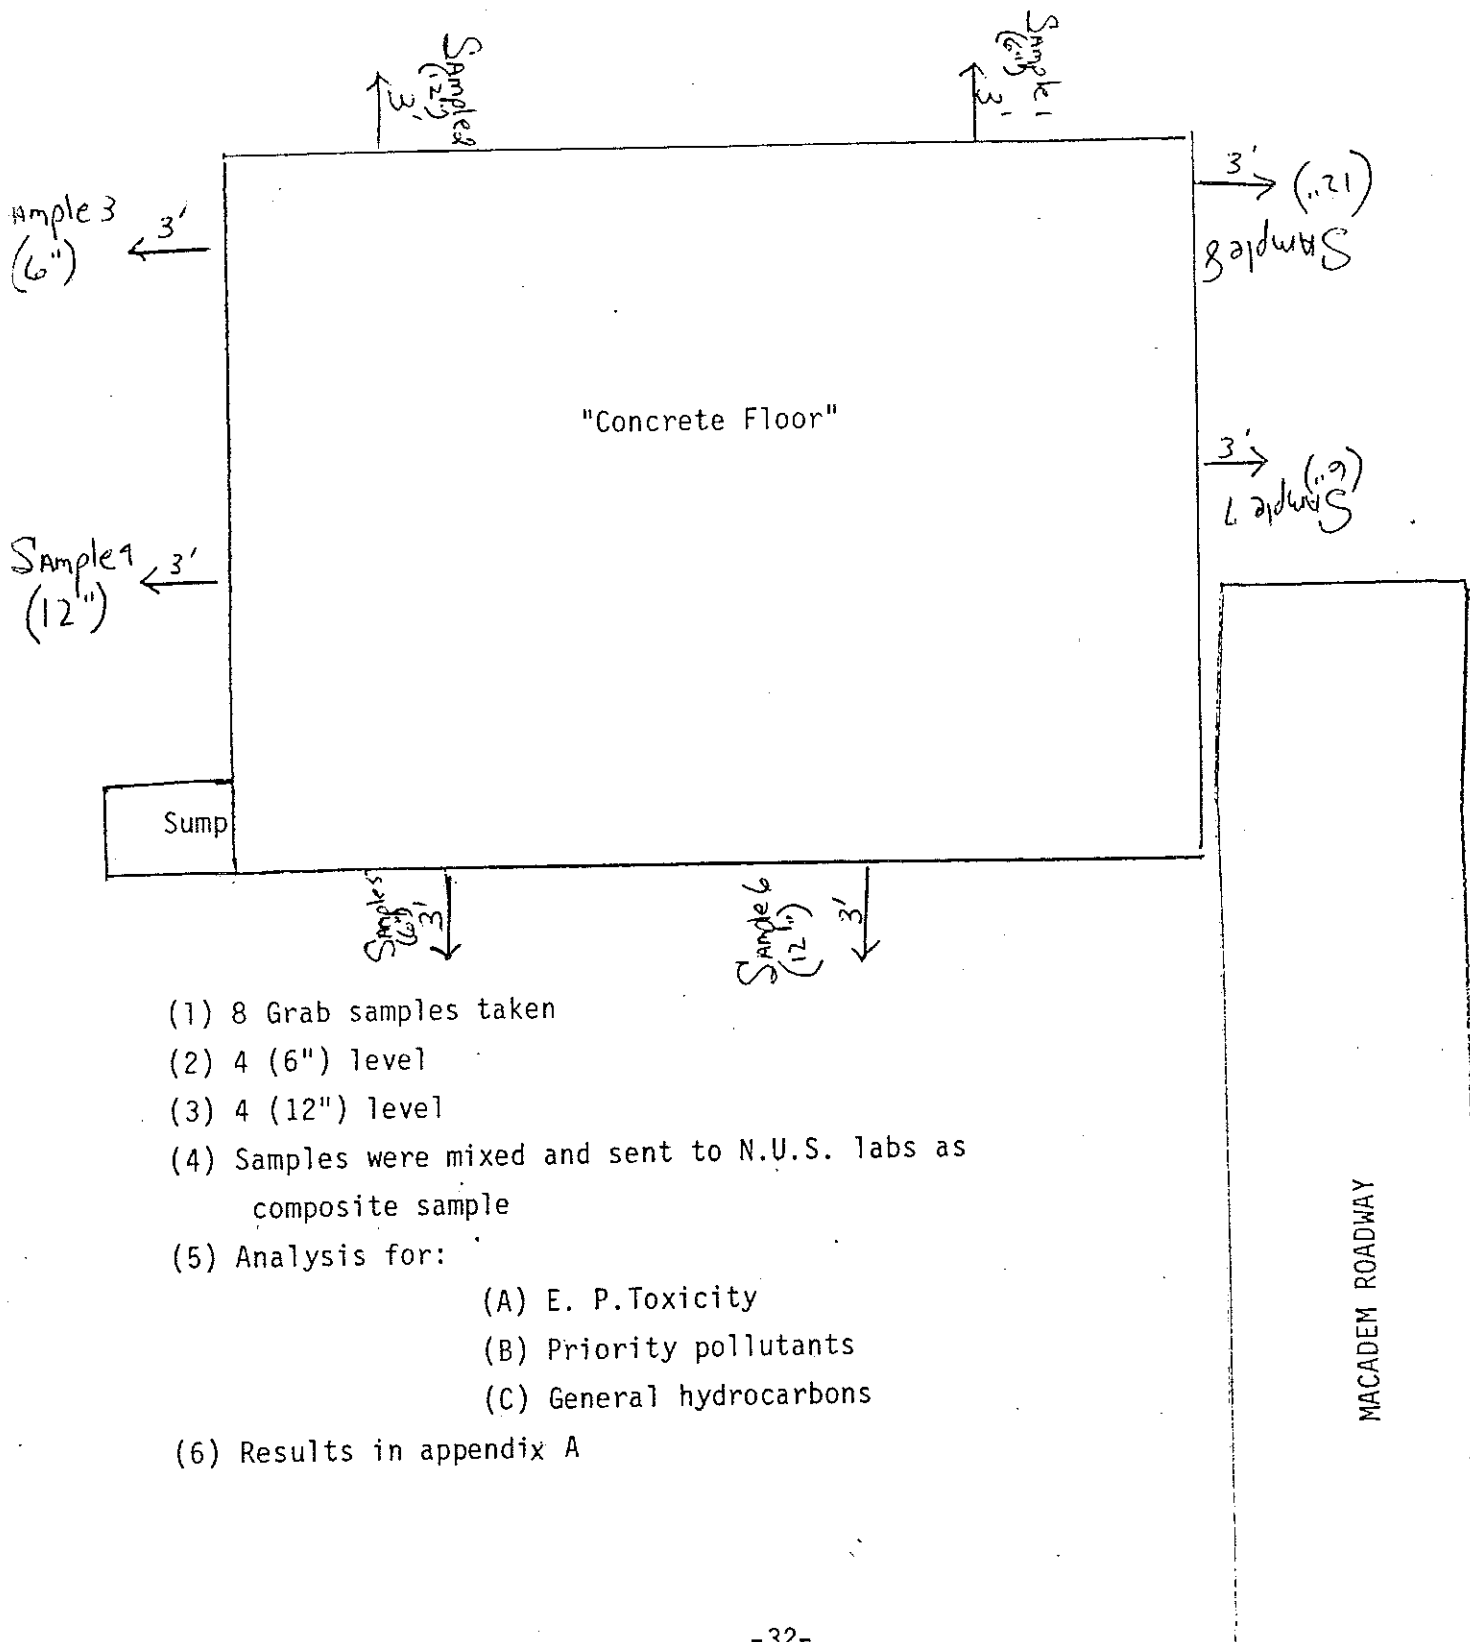 SAmple2
(12")
3'
SAmple 1
(6")
3'
Ample 3
(6")
3'
3'
(12")
SAmple 8
"Concrete Floor"
3'
(6")
SAmple 7
SAmple 4
(12")
3'
Sump
SAmple 5
(6")
3'
SAmple 6
(12")
3'
(1) 8 Grab samples taken
(2) 4 (6") level
(3) 4 (12") level
(4) Samples were mixed and sent to N.U.S. labs as
composite sample
(5) Analysis for:
(A) E. P.Toxicity
(B) Priority pollutants
(C) General hydrocarbons
(6) Results in appendix A
MACADEM ROADWAY
-32-